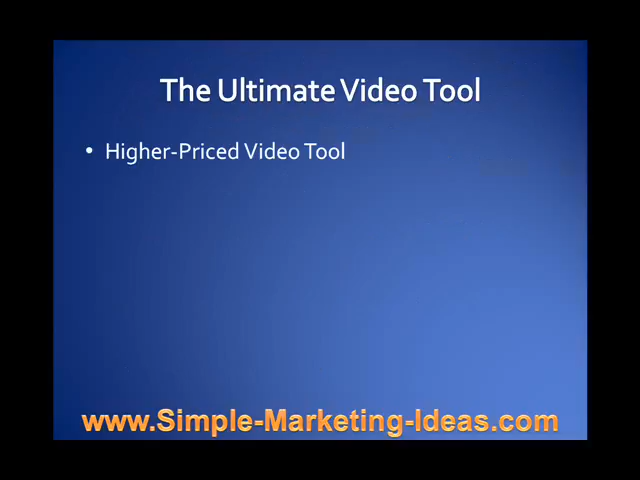 The Ultimate Video Tool
• Higher-Priced Video Tool
www.Simple-Marketing-Ideas.com